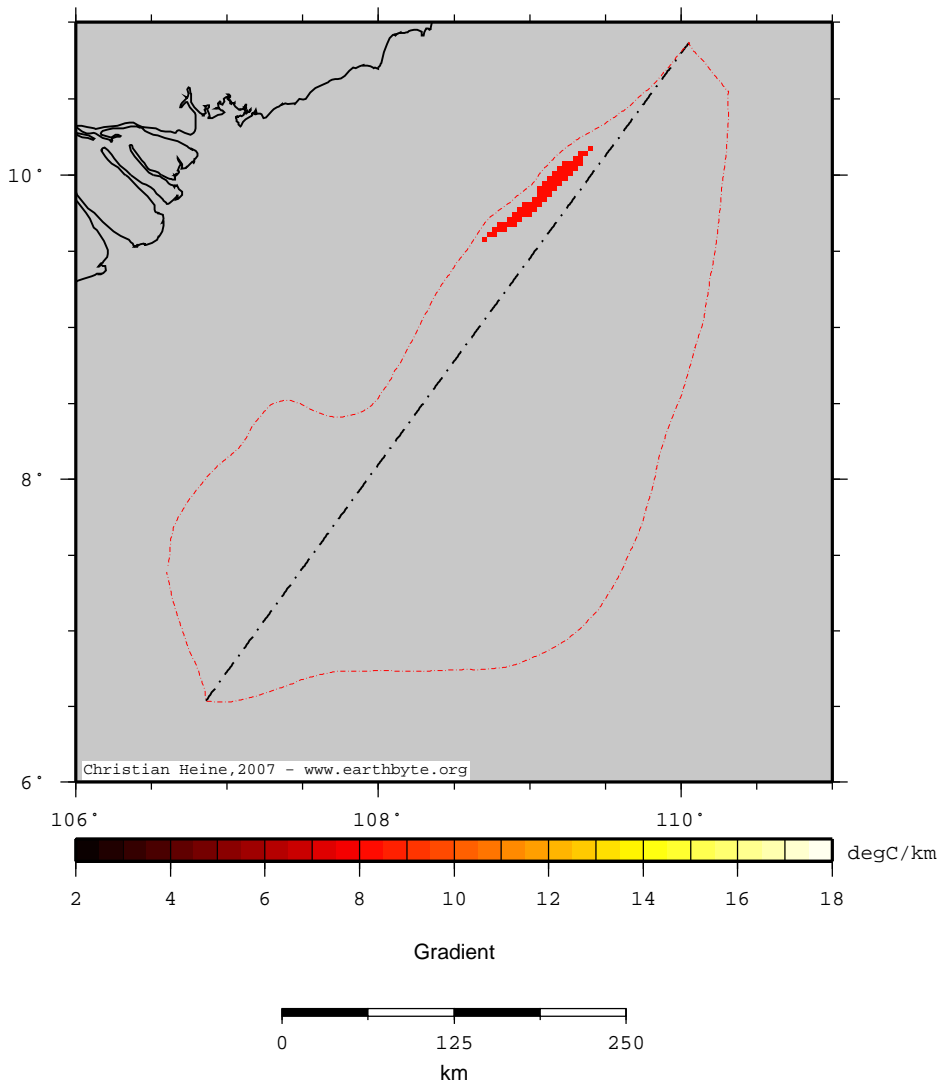 10°
8°
6°
Christian Heine,2007 - www.earthbyte.org
106° 108° 110°
degC/km
2 4 6 8 10 12 14 16 18
Gradient
0 125 250
km